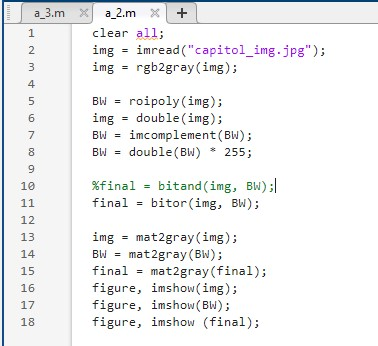 a_3.m × a_2.m × +
1 clear all;
2 img = imread("capitol_img.jpg");
3 img = rgb2gray(img);
4
5 BW = roipoly(img);
6 img = double(img);
7 BW = imcomplement(BW);
8 BW = double(BW) * 255;
9
10 %final = bitand(img, BW);
11 final = bitor(img, BW);
12
13 img = mat2gray(img);
14 BW = mat2gray(BW);
15 final = mat2gray(final);
16 figure, imshow(img);
17 figure, imshow(BW);
18 figure, imshow (final);